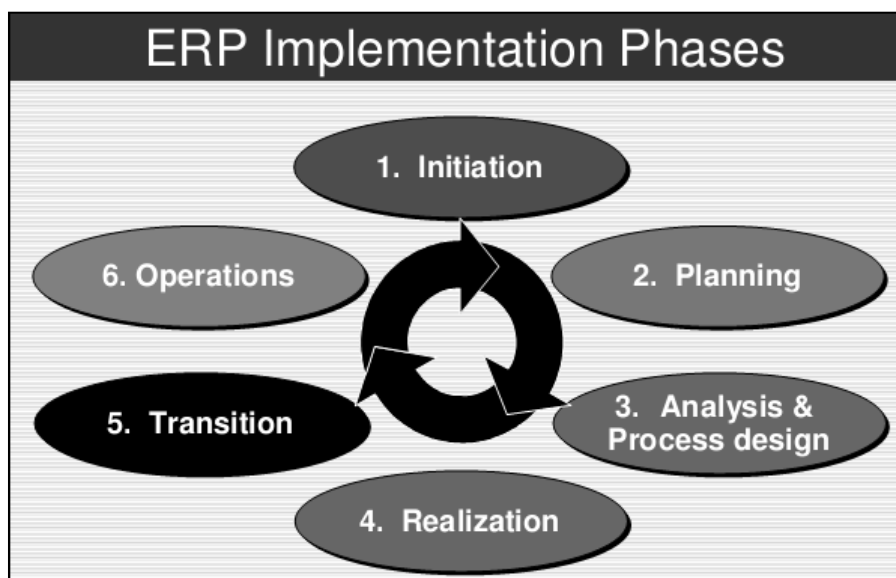 ERP Implementation Phases
1. Initiation
2. Planning
3. Analysis &
Process design
4. Realization
5. Transition
6. Operations